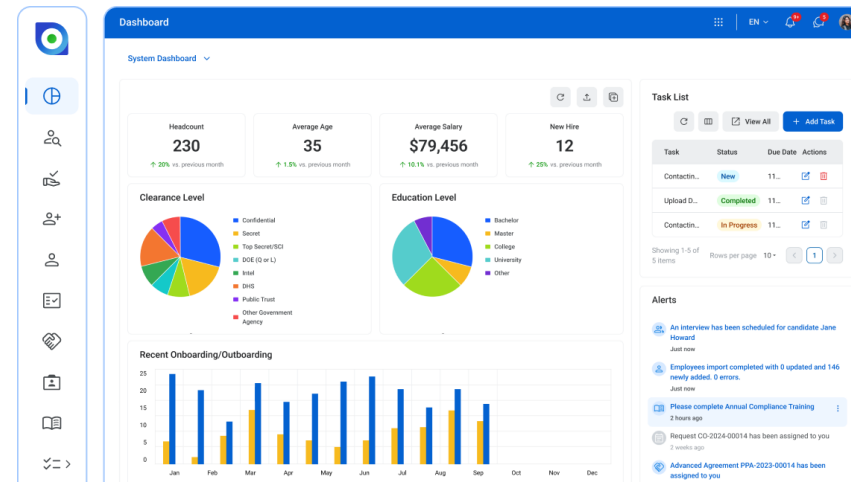 Dashboard
EN
9+
5
System Dashboard
Headcount
230
20% vs. previous month
Average Age
35
1.5% vs. previous month
Average Salary
$79,456
10.1% vs. previous month
New Hire
12
25% vs. previous month
Clearance Level
Confidential
Secret
Top Secret/SCI
DOE (Q or L)
Intel
DHS
Public Trust
Other Government
Agency
Education Level
Bachelor
Master
College
University
Other
Recent Onboarding/Outboarding
25
20
15
10
5
0
Jan Feb Mar Apr May Jun Jul Aug Sep Oct Nov Dec
Task List
View All
+ Add Task
Task Status Due Date Actions
Contactin... New 11...
Upload D... Completed 11...
Contactin... In Progress 11...
Showing 1-5 of
5 items
Rows per page 10
1
Alerts
An interview has been scheduled for candidate Jane
Howard
Just now
Employees import completed with 0 updated and 146
newly added. 0 errors.
Just now
Please complete Annual Compliance Training
2 hours ago
Request CO-2024-00014 has been assigned to you
2 weeks ago
Advanced Agreement PPA-2023-00014 has been
assigned to you